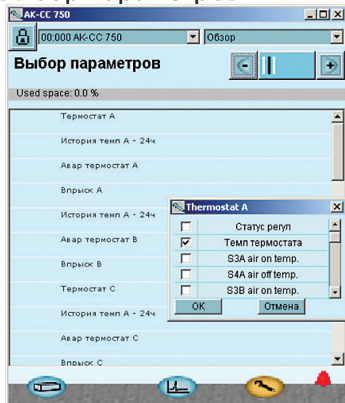 AK-CC 750
00:000 AK-CC 750
Обзор
Выбор параметров
Used space: 0.0 %
Термостат А
История темп А - 24ч
Авар термостат А
Впрыск А
История темп А - 24ч
Авар термостат В
Впрыск В
Термостат С
История темп А - 24ч
Авар термостат С
Впрыск С
Thermostat A
Статус регул
Темп термостата
S3A air on temp.
S4A air off temp.
S3B air on temp.
OK
Отмена